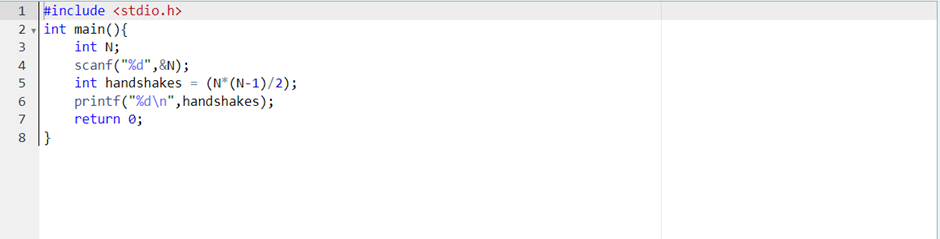 1 #include <stdio.h>
2 int main(){
3 int N;
4 scanf("%d",&N);
5 int handshakes = (N*(N-1)/2);
6 printf("%d\n",handshakes);
7 return 0;
8 }